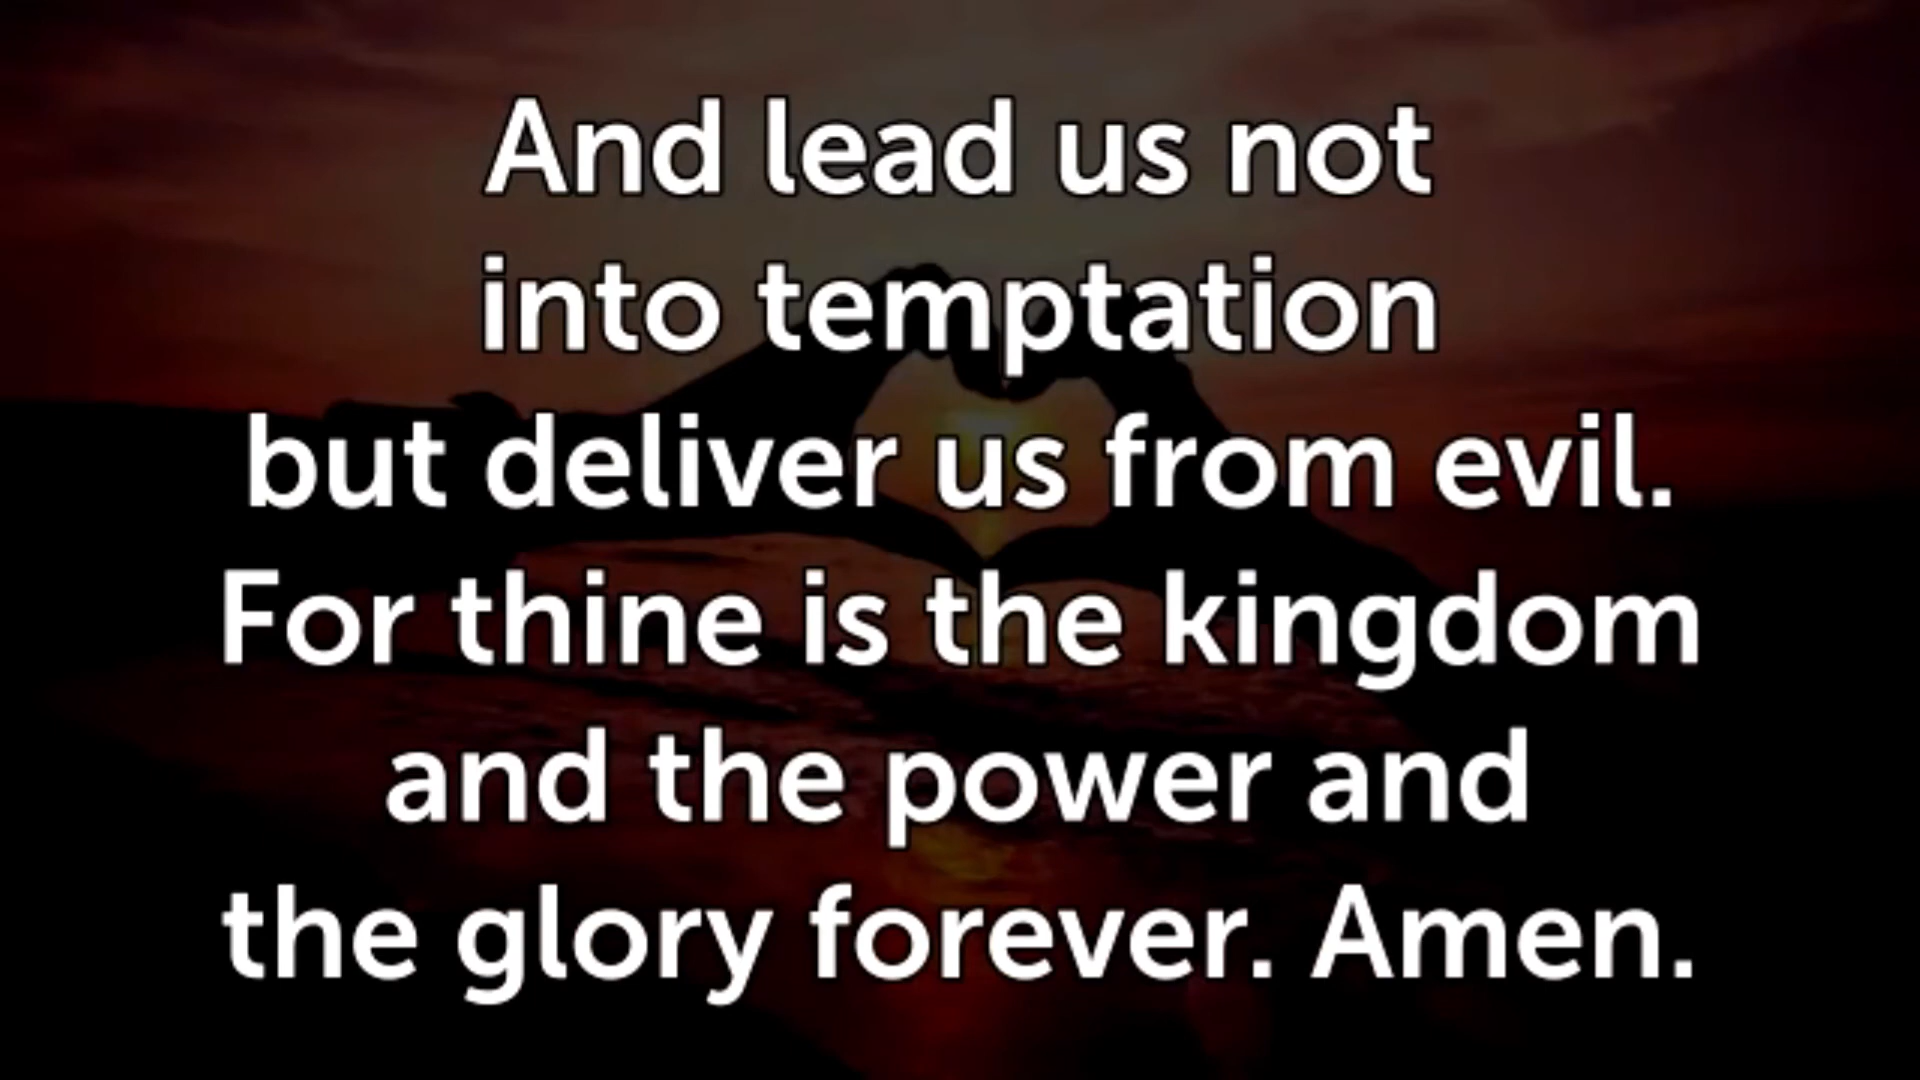 And lead us not
into temptation
but deliver us from evil.
For thine is the kingdom
and the power and
the glory forever. Amen.